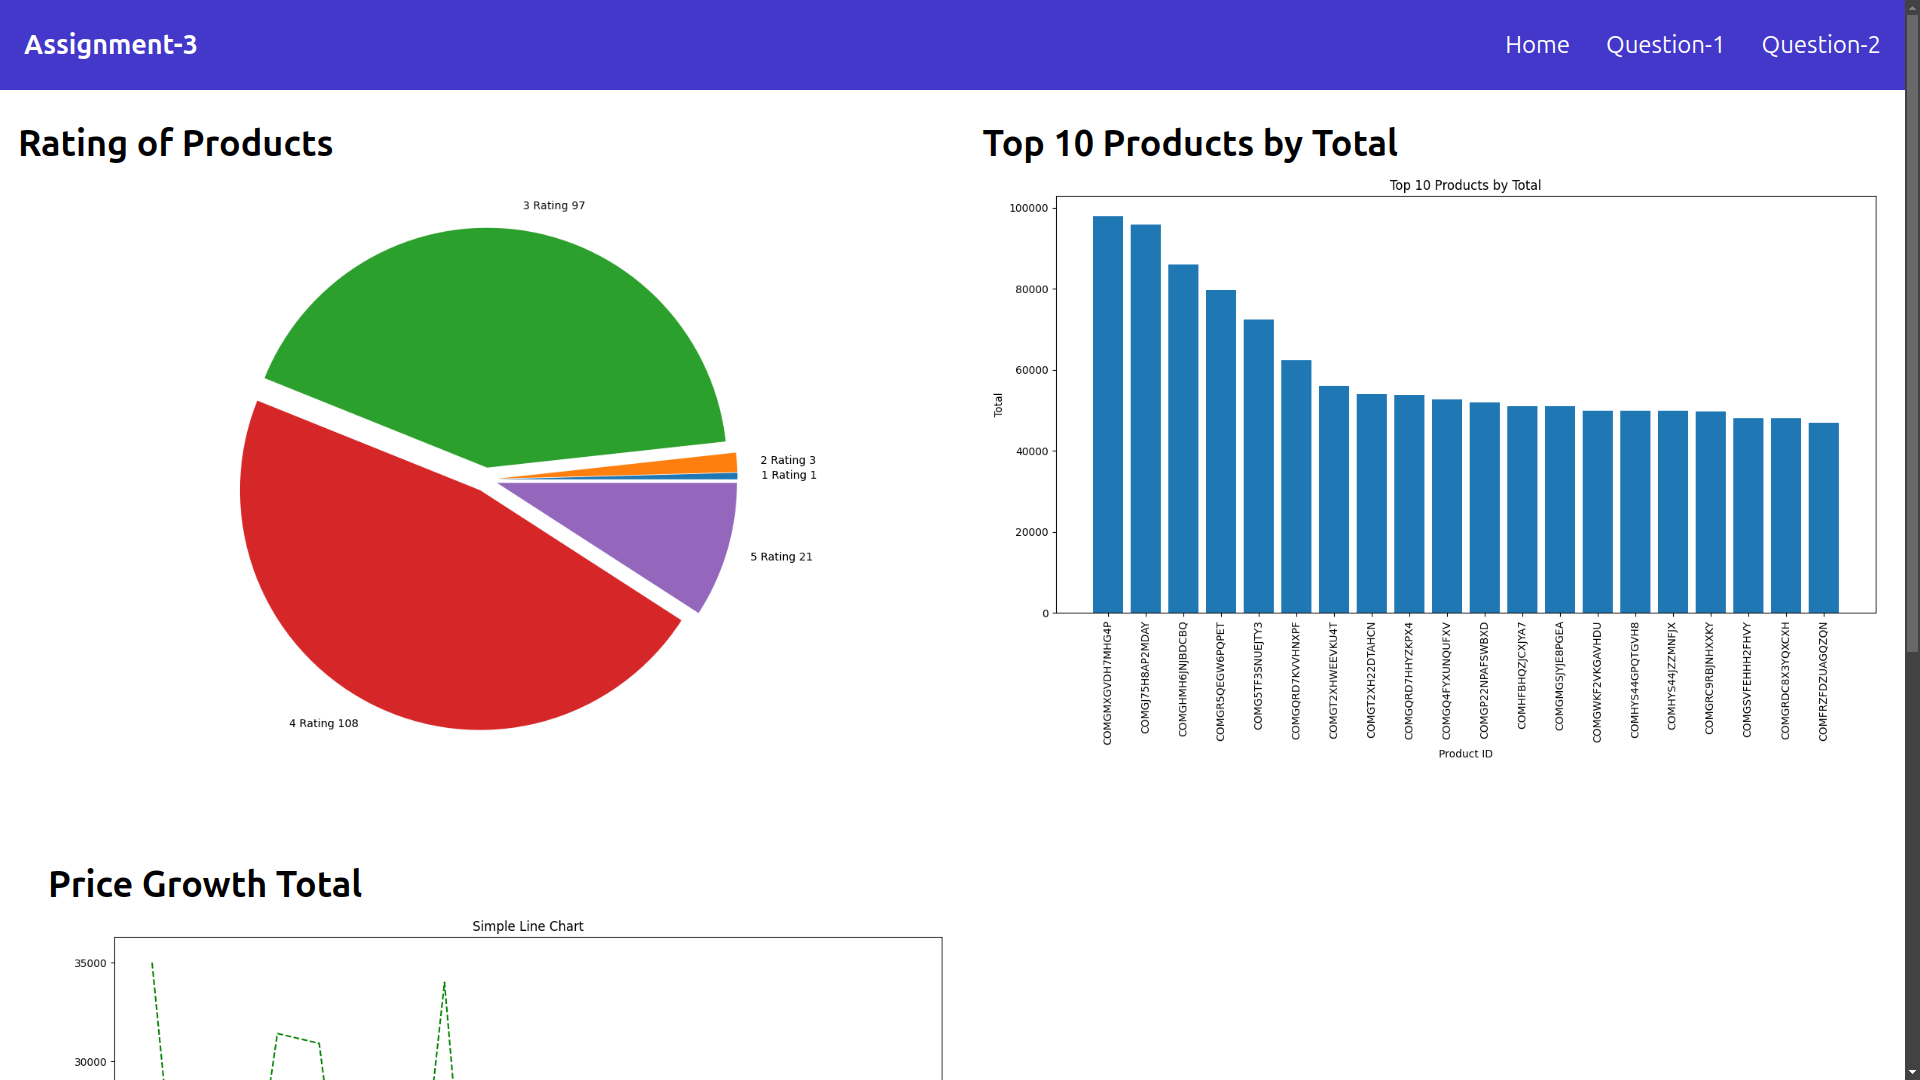 Assignment-3
Home
Question-1
Question-2
Rating of Products
3 Rating 97
2 Rating 3
1 Rating 1
5 Rating 21
4 Rating 108
Top 10 Products by Total
Top 10 Products by Total
100000
80000
60000
40000
20000
0
Total
COMGMXGVDH7MHG4P
COMGJ75H8AP2MDAY
COMGHMH6JNJBDCBQ
COMGR5QEGW6PQPET
COMG5TF3SNUEJTY3
COMGQRD7KVVHNXPF
COMGT2XHWEEVKU4T
COMGT2XH22DTAHCN
COMGQRD7HHYZKPX4
COMGQ4FYXUNQUFXV
COMGP22NPAFSWBXD
COMHFBHQZJCXJYA7
COMGMGSJYJE8PGEA
COMGWKF2VKGAVHDU
COMHYS44GPQTGVH8
COMHYS44JZZMNFJX
COMGRC9RBJNHXXKY
COMGSVFEHHH2FHVY
COMGRDC8X3YQXCXH
COMFRZFDZUAGQZQN
Product ID
Price Growth Total
Simple Line Chart
35000
30000